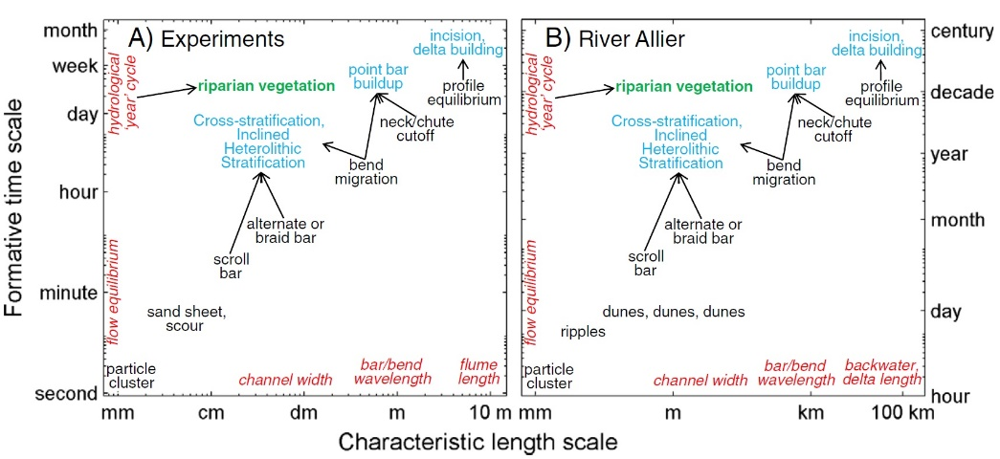 A) Experiments
month
week
day
hour
minute
second
Formative time scale
hydrological
'year' cycle
riparian vegetation
point bar
buildup
incision,
delta building
profile
equilibrium
Cross-stratification,
Inclined
Heterolithic
Stratification
neck/chute
cutoff
bend
migration
alternate or
braid bar
scroll
bar
flow equilibrium
sand sheet,
scour
particle
cluster
channel width
bar/bend
wavelength
flume
length
mm
cm
dm
m
10 m
B) River Allier
century
decade
year
month
day
hour
hydrological
'year' cycle
riparian vegetation
point bar
buildup
incision,
delta building
profile
equilibrium
Cross-stratification,
Inclined
Heterolithic
Stratification
neck/chute
cutoff
bend
migration
alternate or
braid bar
scroll
bar
flow equilibrium
dunes, dunes, dunes
ripples
particle
cluster
channel width
bar/bend
wavelength
backwater,
delta length
mm
m
km
100 km
Characteristic length scale